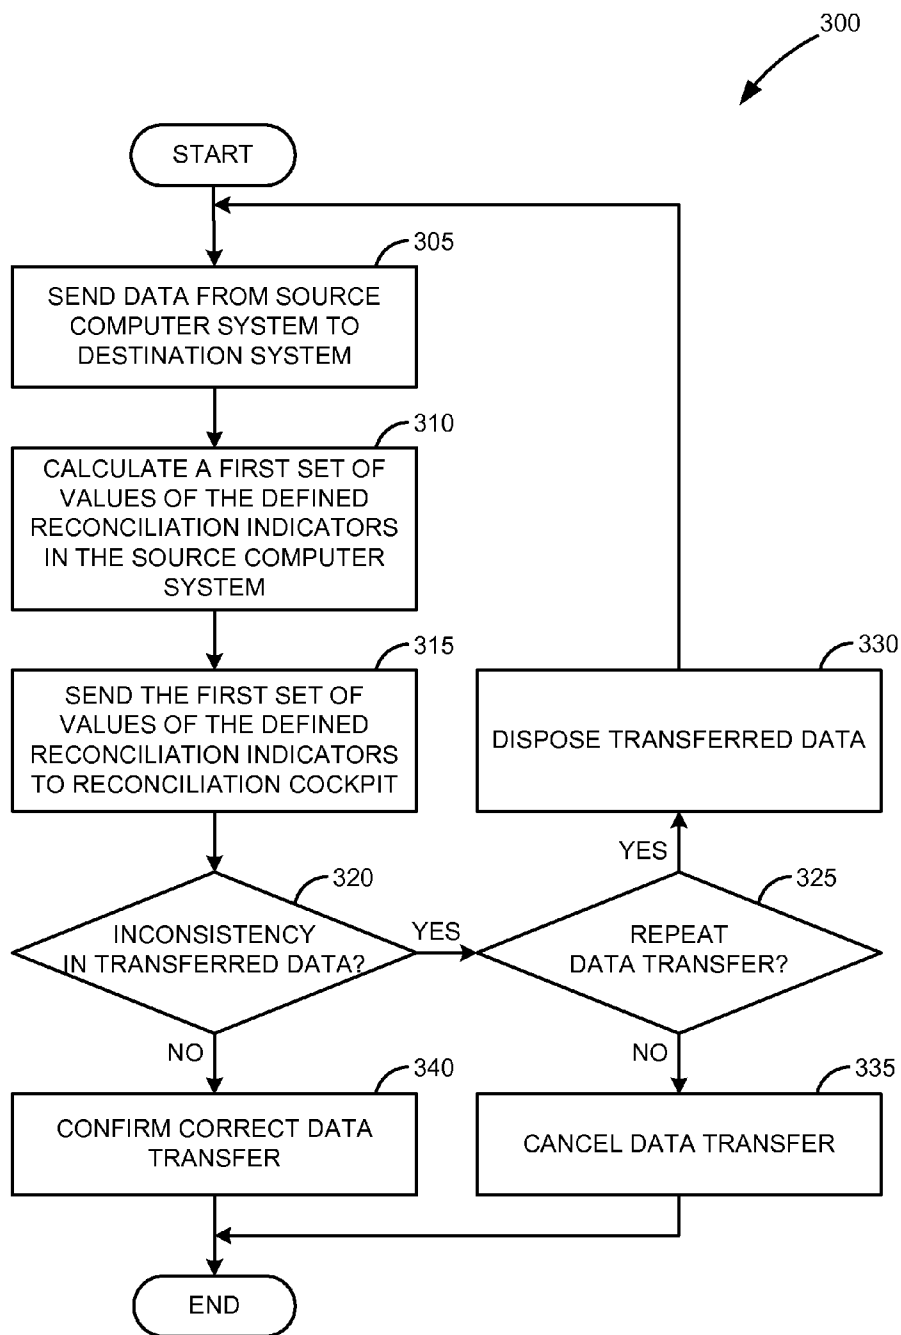 300
START
305
SEND DATA FROM SOURCE
COMPUTER SYSTEM TO
DESTINATION SYSTEM
310
CALCULATE A FIRST SET OF
VALUES OF THE DEFINED
RECONCILIATION INDICATORS
IN THE SOURCE COMPUTER
SYSTEM
315
SEND THE FIRST SET OF
VALUES OF THE DEFINED
RECONCILIATION INDICATORS
TO RECONCILIATION COCKPIT
330
DISPOSE TRANSFERRED DATA
YES
320
INCONSISTENCY
IN TRANSFERRED DATA?
YES
325
REPEAT
DATA TRANSFER?
NO
NO
340
CONFIRM CORRECT DATA
TRANSFER
335
CANCEL DATA TRANSFER
END